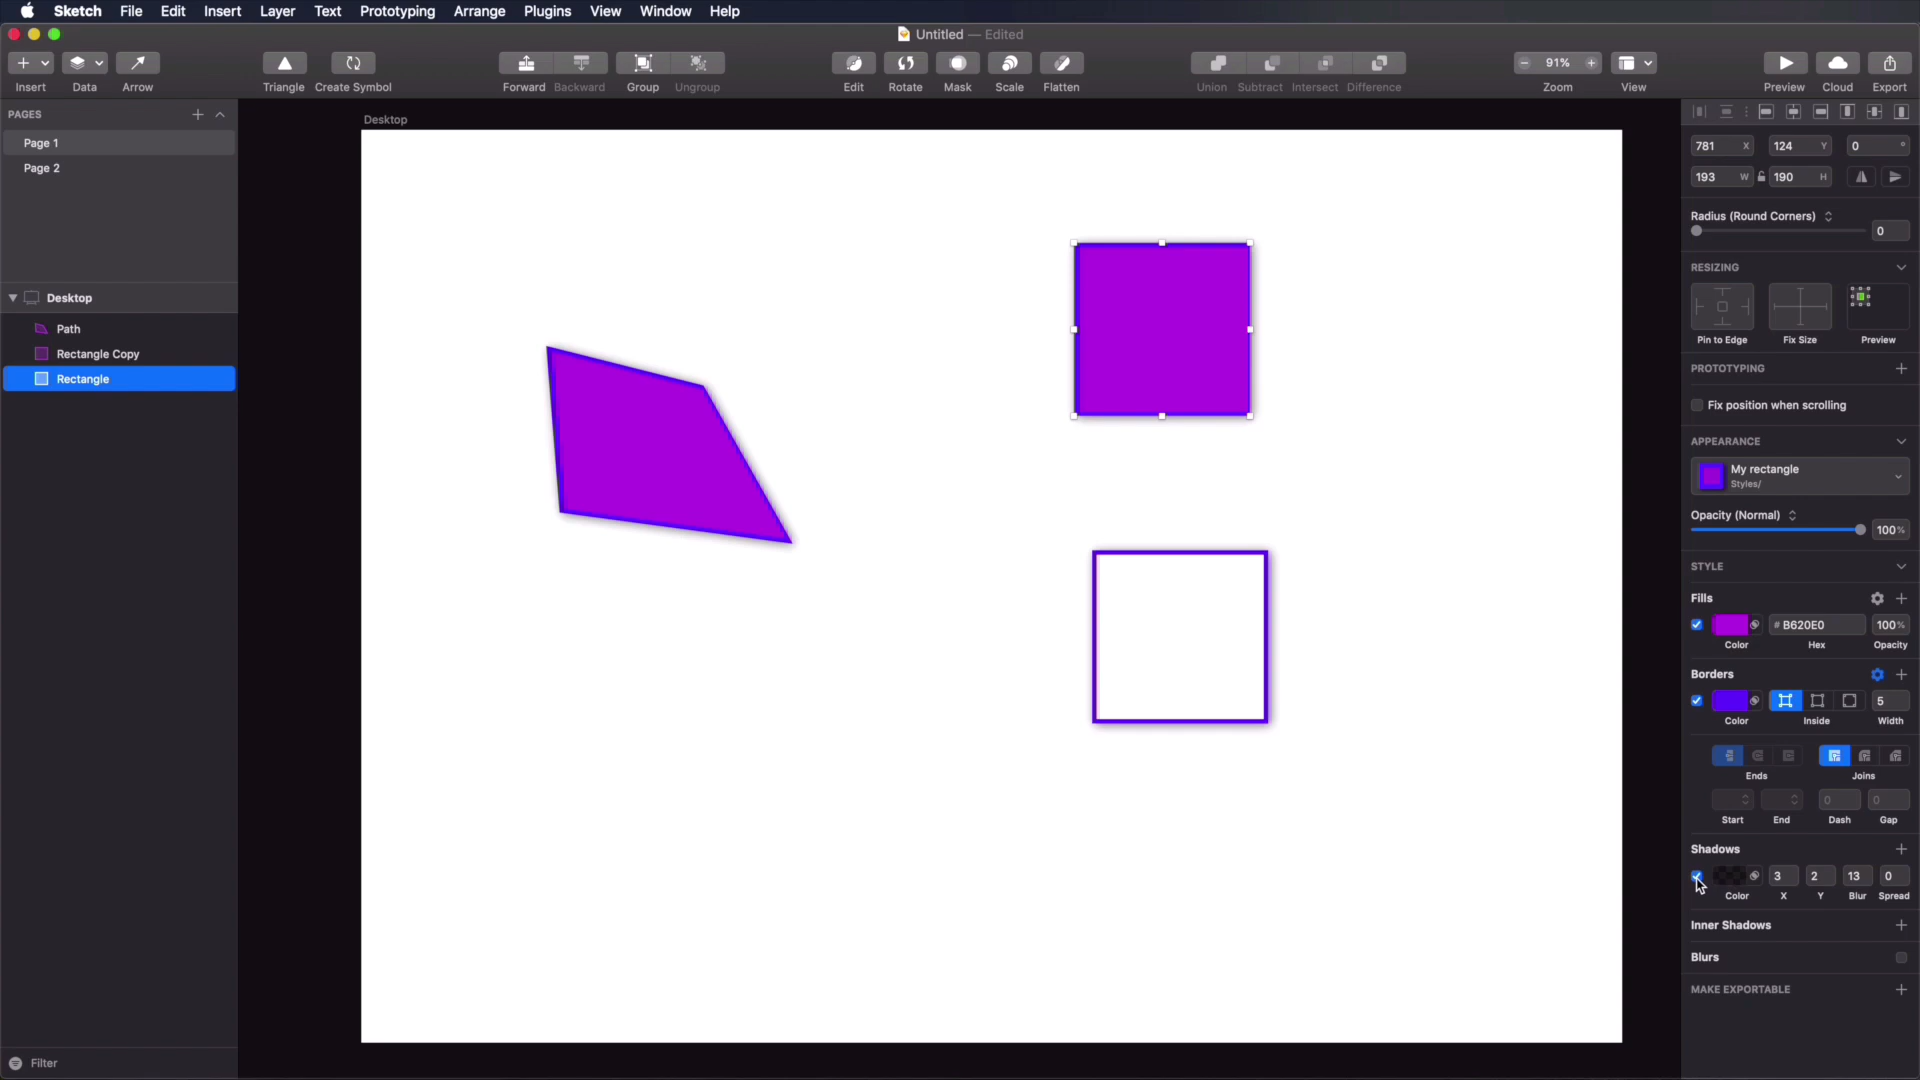 Sketch File Edit Insert Layer Text Prototyping Arrange Plugins View Window Help
Untitled — Edited
91%
Insert Data Arrow Triangle Create Symbol Forward Backward Group Ungroup Edit Rotate Mask Scale Flatten Union Subtract Intersect Difference Zoom View Preview Cloud Export
PAGES
Page 1
Page 2
Desktop
Path
Rectangle Copy
Rectangle
Filter
Desktop
781 X 124 Y 0 °
193 W 190 H
Radius (Round Corners)
0
RESIZING
Pin to Edge Fix Size Preview
PROTOTYPING
Fix position when scrolling
APPEARANCE
My rectangle
Styles/
Opacity (Normal)
100%
STYLE
Fills
# B620E0 100%
Color Hex Opacity
Borders
5
Color Inside Width
Ends Joins
0 0
Start End Dash Gap
Shadows
3 2 13 0
Color X Y Blur Spread
Inner Shadows
Blurs
MAKE EXPORTABLE